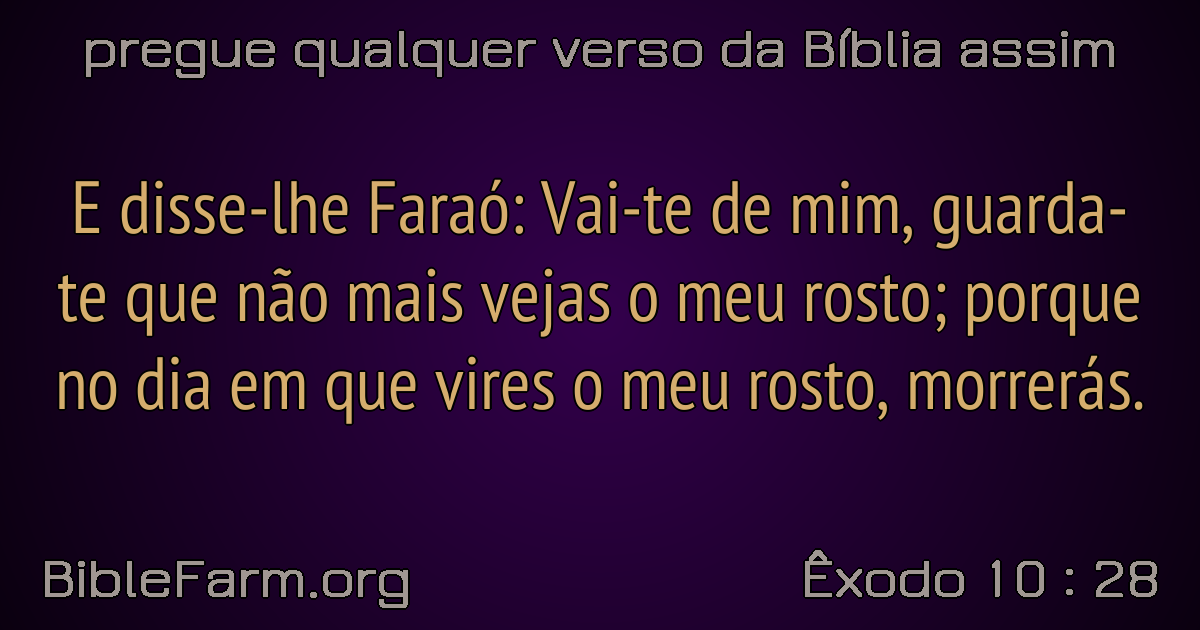 pregue qualquer verso da Bíblia assim
E disse-lhe Faraó: Vai-te de mim, guarda-
te que não mais vejas o meu rosto; porque
no dia em que vires o meu rosto, morrerás.
BibleFarm.org
Êxodo 10 : 28